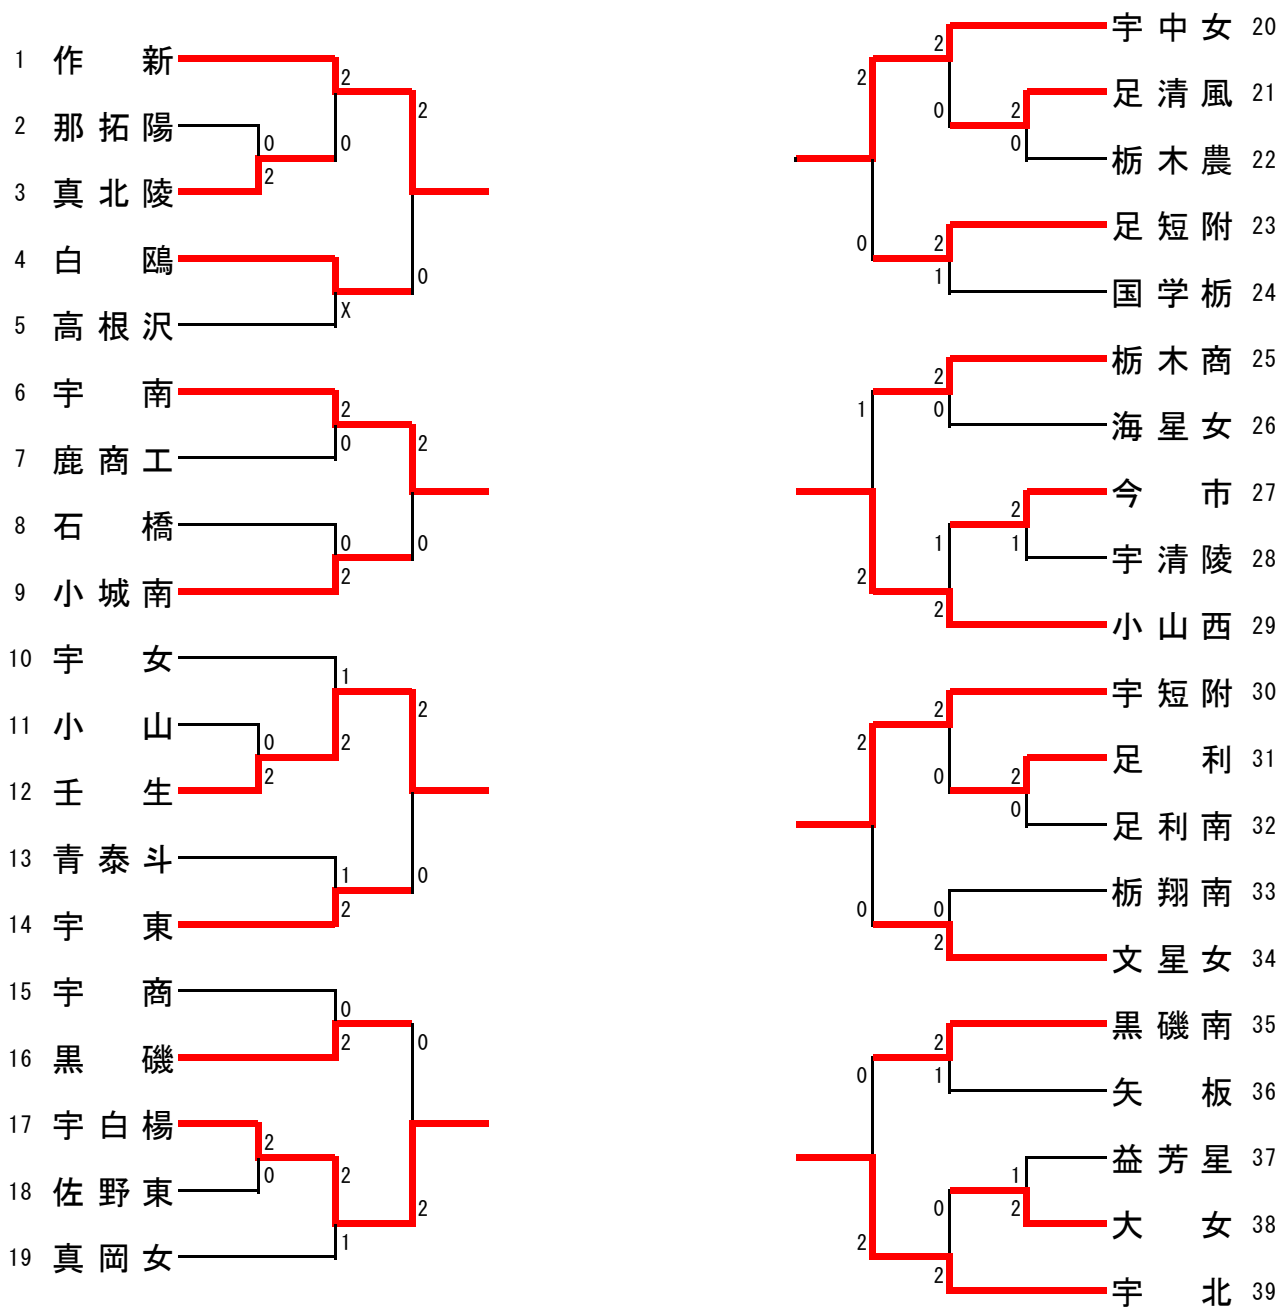 1 作新
2 那拓陽
3 真北陵
4 白鴎
5 高根沢
6 宇南
7 鹿商工
8 石橋
9 小城南
10 宇女
11 小山
12 壬生
13 青泰斗
14 宇東
15 宇商
16 黒磯
17 宇白楊
18 佐野東
19 真岡女
2
0
0
2
2
0
X
2
0
2
0
0
2
1
0
2
2
2
0
1
2
0
2
0
2
0
2
2
1
2
宇中女 20
足清風 21
栃木農 22
足短附 23
国学栃 24
栃木商 25
海星女 26
今市 27
宇清陵 28
小山西 29
宇短附 30
足利 31
足利南 32
栃翔南 33
文星女 34
黒磯南 35
矢板 36
益芳星 37
大女 38
宇北 39
2
2
0
2
0
0
2
1
2
1
0
2
1
1
2
2
2
2
0
2
0
0
0
2
2
0
1
1
0
2
2
2